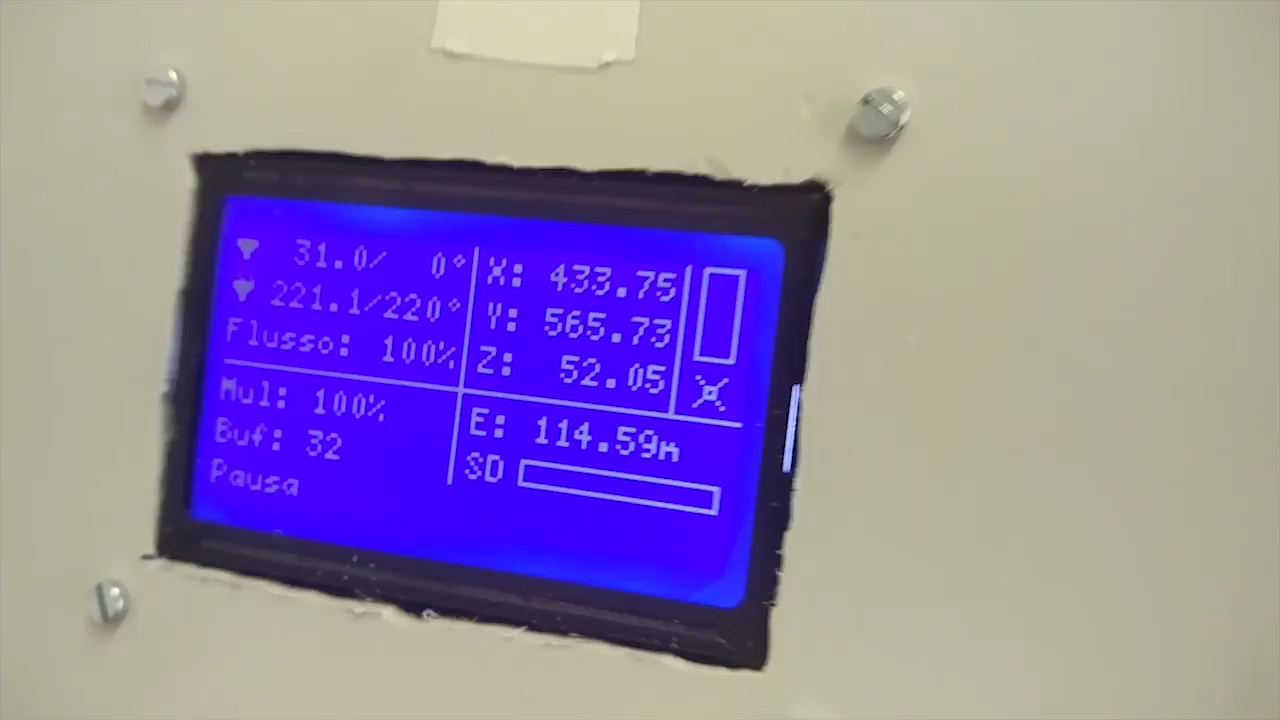 31.0/ 0°
221.1/220°
Flusso: 100%
X: 433.75
Y: 565.73
Z: 52.05
Mul: 100%
Buf: 32
Pausa
E: 114.59m
SD